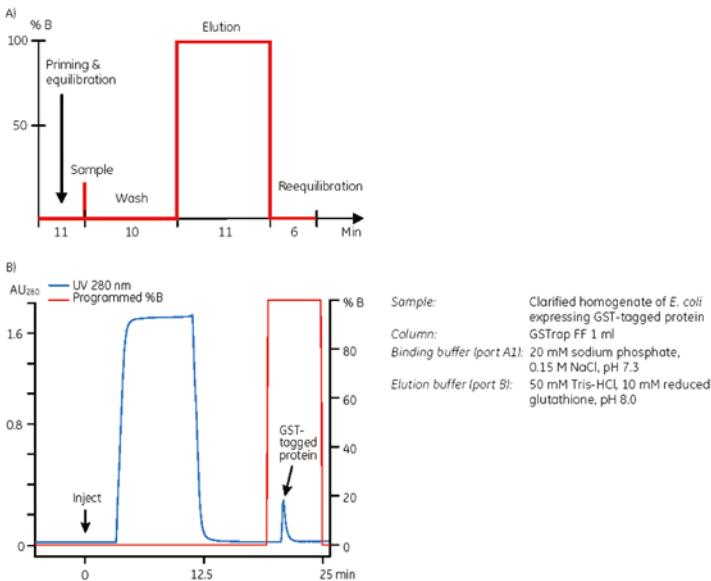 A)
% B
Elution
100
Priming &
equilibration
50
Sample
Wash
Reequilibration
11
10
11
6
Min
B)
AU280
UV 280 nm
Programmed %B
% B
1.6
80
60
0.8
GST-
tagged
protein
40
Inject
20
0
0
0
12.5
25 min
Sample: Clarified homogenate of E. coli
expressing GST-tagged protein
Column: GSTrap FF 1 ml
Binding buffer (port A1): 20 mM sodium phosphate,
0.15 M NaCl, pH 7.3
Elution buffer (port B): 50 mM Tris-HCl, 10 mM reduced
glutathione, pH 8.0